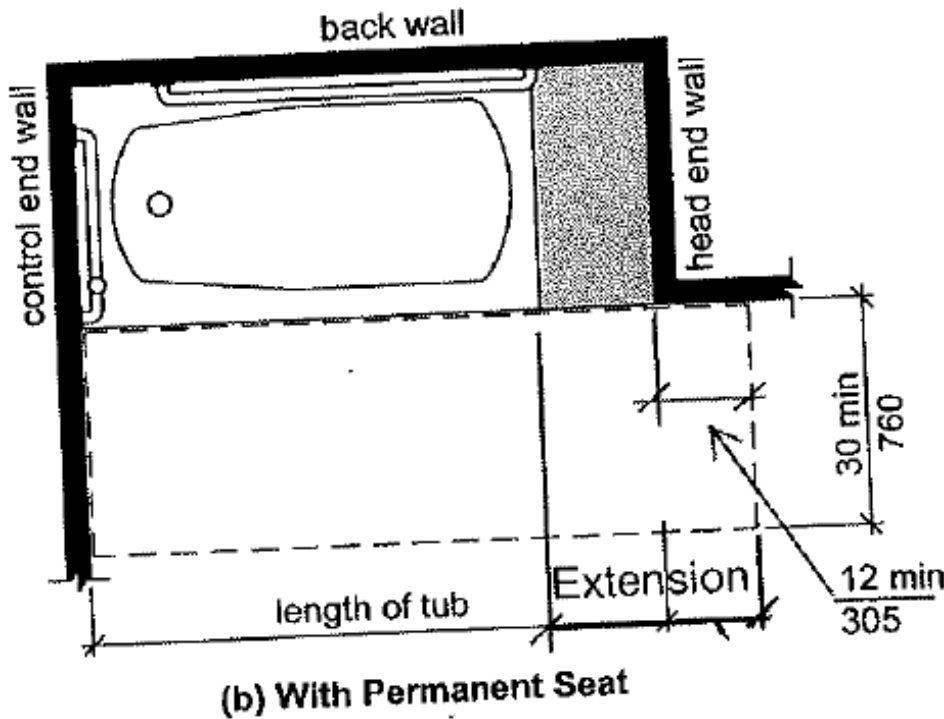 back wall
control end wall
head end wall
30 min
760
12 min
305
Extension
length of tub
(b) With Permanent Seat